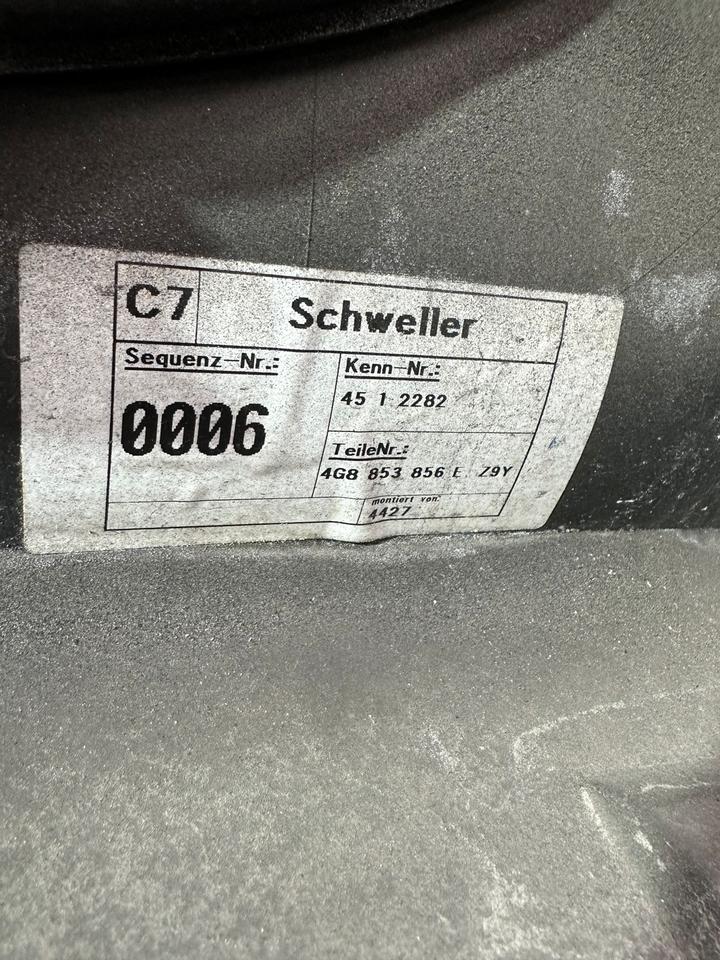 C7 Schweller
Sequenz-Nr.:
0006
Kenn-Nr.:
45 1 2282
TeileNr.:
4G8 853 856 E Z9Y
montiert von:
4427